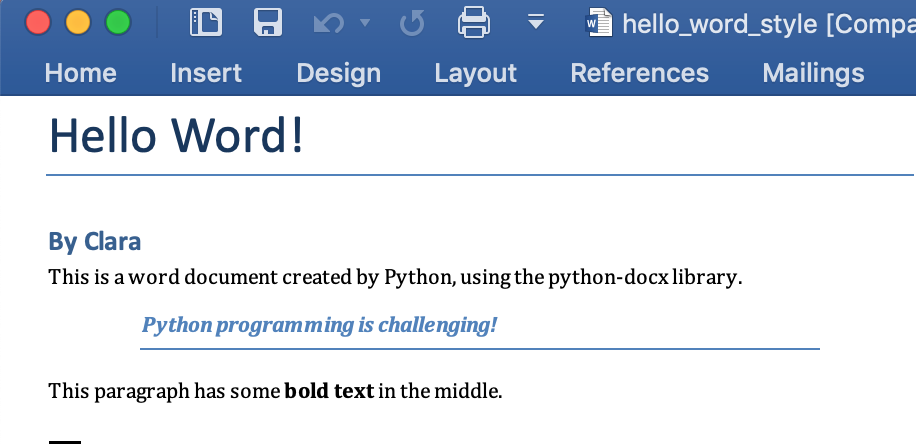 hello_word_style [Compa
Home Insert Design Layout References Mailings
Hello Word!
By Clara
This is a word document created by Python, using the python-docx library.
Python programming is challenging!
This paragraph has some bold text in the middle.